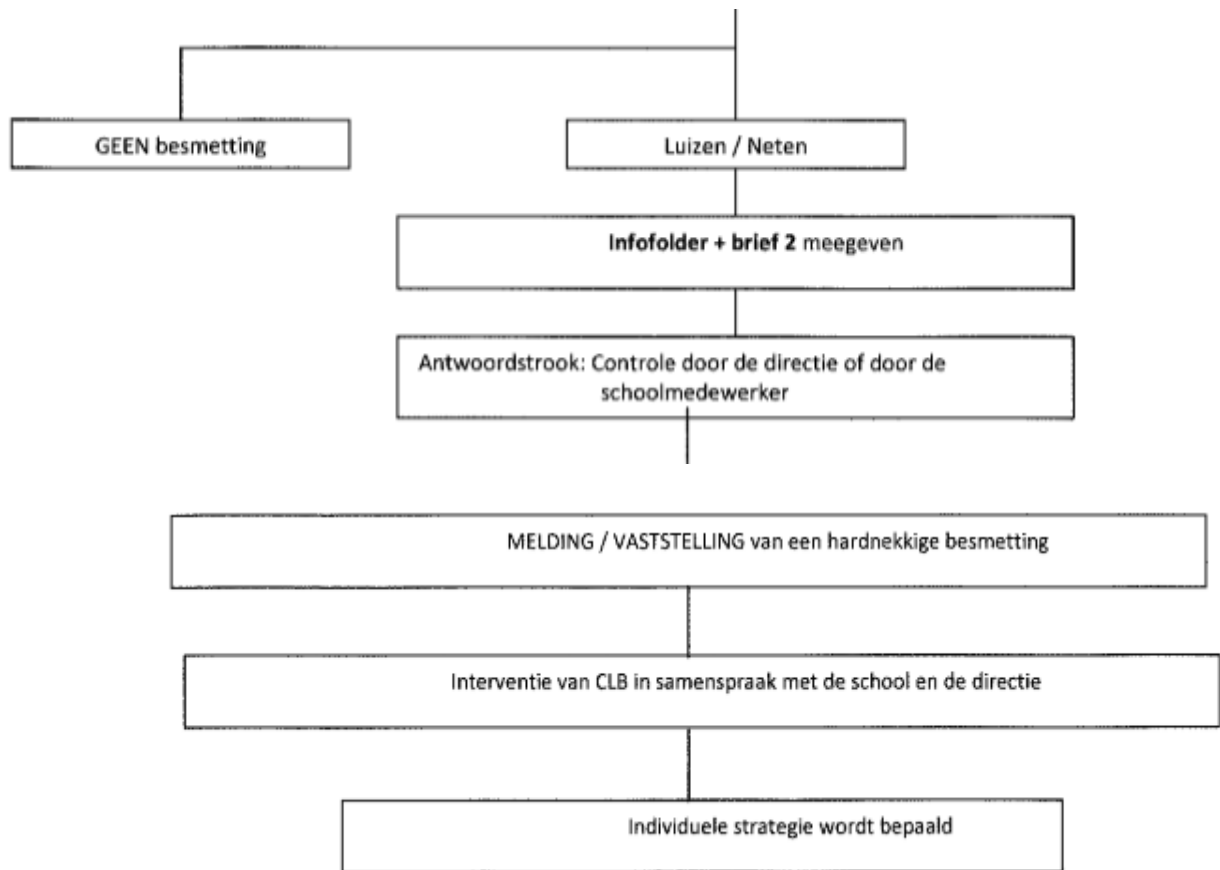 GEEN besmetting
Luizen / Neten
Infofolder + brief 2 meegeven
Antwoordstrook: Controle door de directie of door de
schoolmedewerker
MELDING / VASTSTELLING van een hardnekkige besmetting
Interventie van CLB in samenspraak met de school en de directie
Individuele strategie wordt bepaald